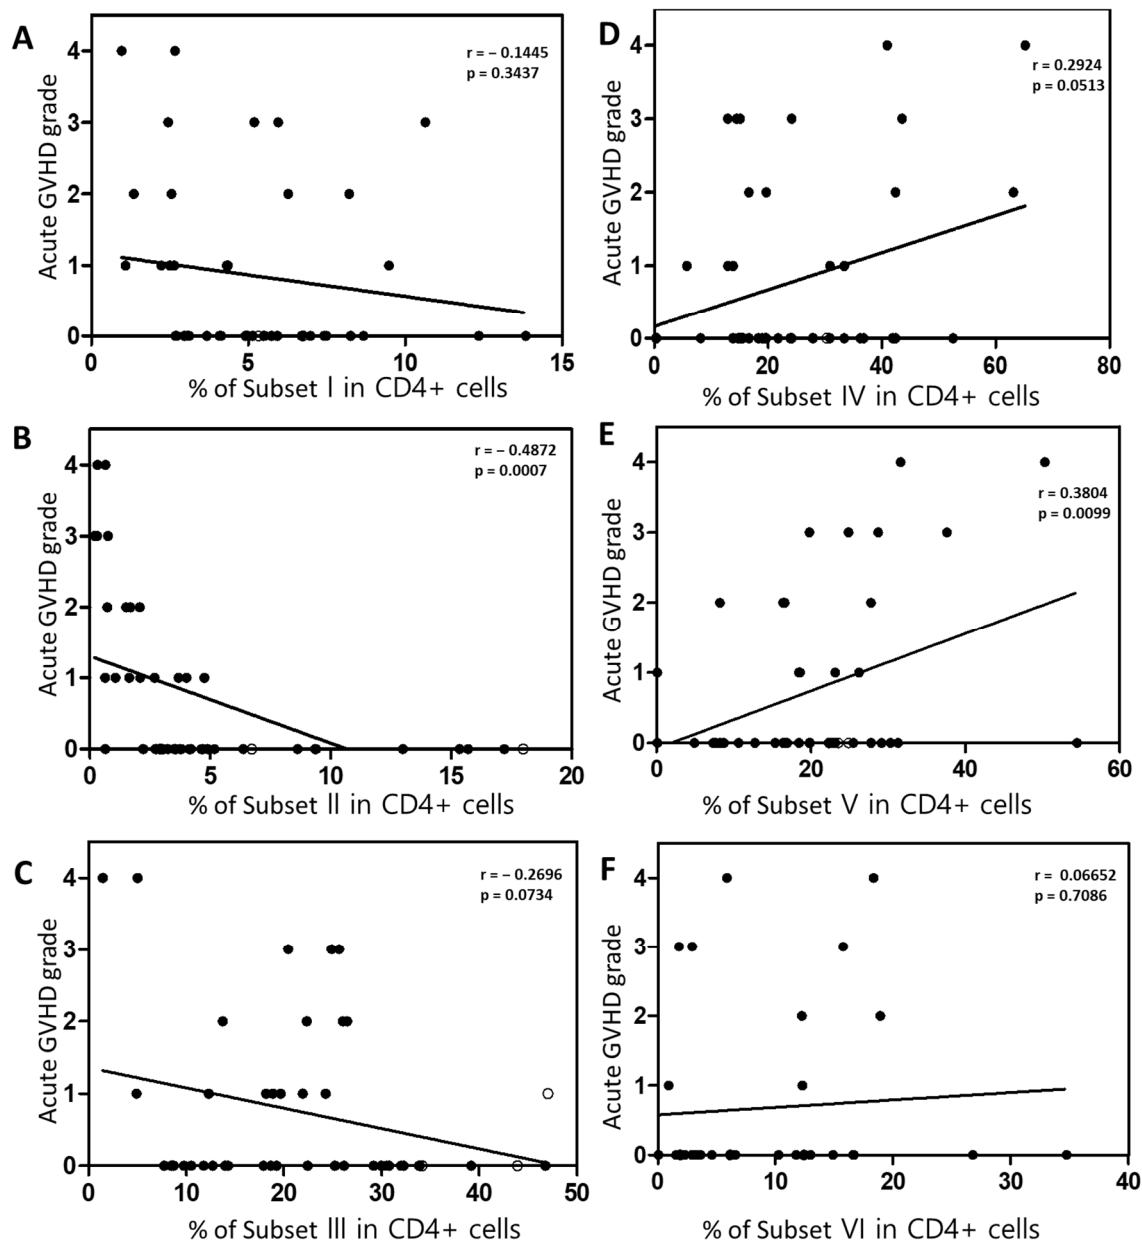 A
r = – 0.1445
p = 0.3437
Acute GVHD grade
4
3
2
1
0
0 5 10 15
% of Subset I in CD4+ cells
B
r = – 0.4872
p = 0.0007
Acute GVHD grade
4
3
2
1
0
0 5 10 15 20
% of Subset II in CD4+ cells
C
r = – 0.2696
p = 0.0734
Acute GVHD grade
4
3
2
1
0
0 10 20 30 40 50
% of Subset III in CD4+ cells
D
r = 0.2924
p = 0.0513
Acute GVHD grade
4
3
2
1
0
0 20 40 60 80
% of Subset IV in CD4+ cells
E
r = 0.3804
p = 0.0099
Acute GVHD grade
4
3
2
1
0
0 20 40 60
% of Subset V in CD4+ cells
F
r 0.06652
p = 0.7086
Acute GVHD grade
4
3
2
1
0
0 10 20 30 40
% of Subset VI in CD4+ cells